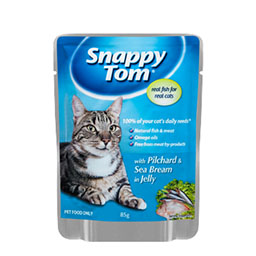 Snappy
Tom®
real fish for
real cats
100% of your cat's daily needs*
Natural fish & meat
Omega oils
Free from meat by-products
with Pilchard &
Sea Bream
in Jelly
PET FOOD ONLY
85g